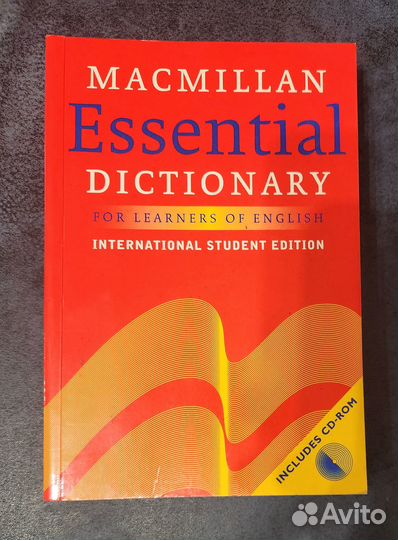 MACMILLAN
Essential
DICTIONARY
FOR LEARNERS OF ENGLISH
INTERNATIONAL STUDENT EDITION
INCLUDES CD-ROM
Avito